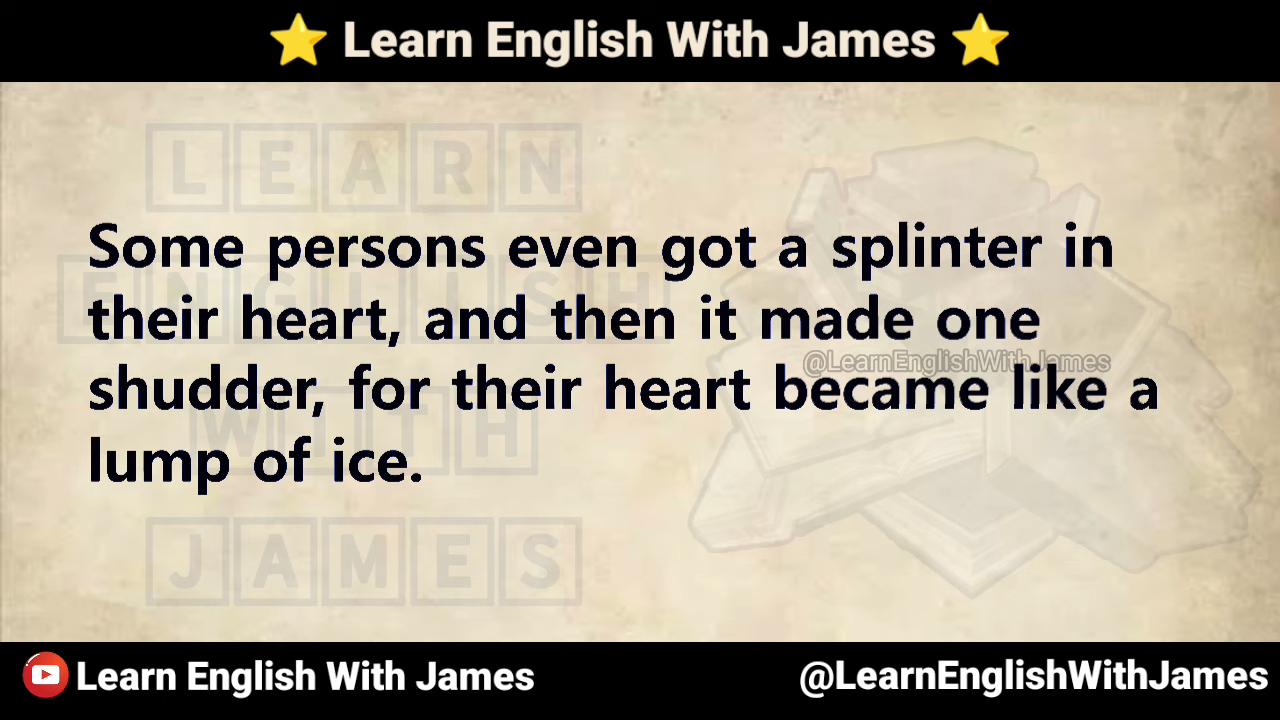 ⭐ Learn English With James ⭐
LEARN
Some persons even got a splinter in
ENGLISH
their heart, and then it made one
@LearnEnglishWithJames
shudder, for their heart became like a
WITH
lump of ice.
JAMES
Learn English With James
@LearnEnglishWithJames